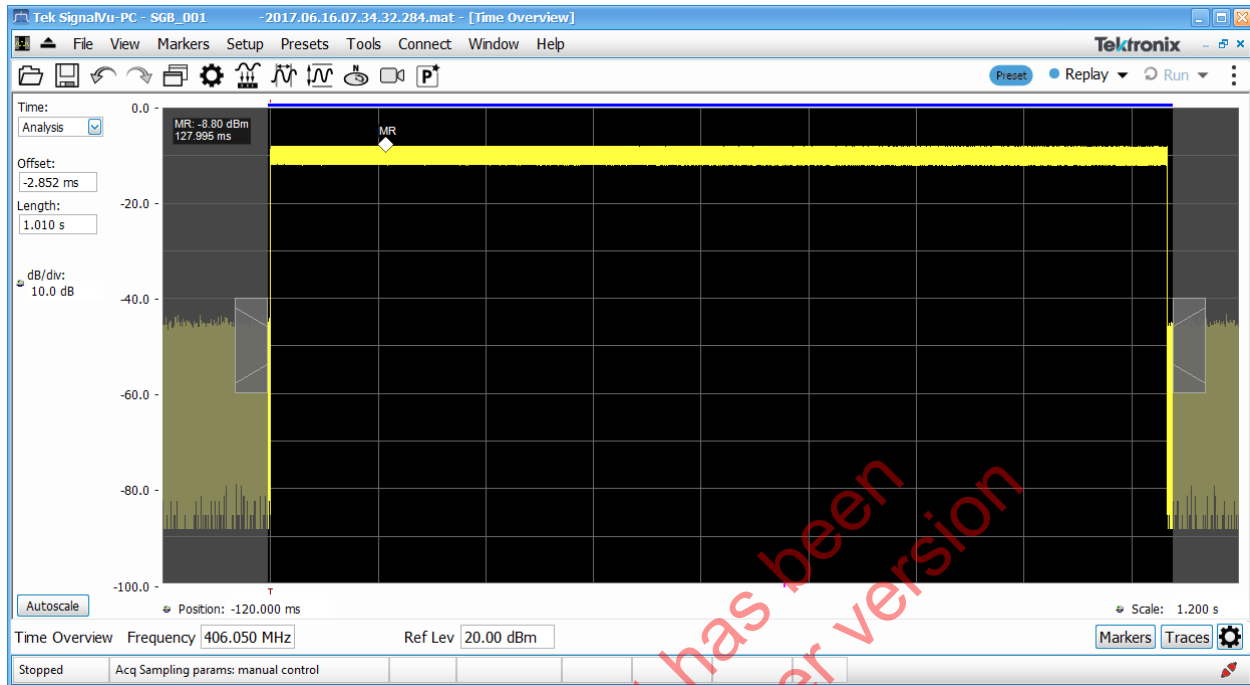 Tek SignalVu-PC - SGB_001 -2017.06.16.07.34.32.284.mat - [Time Overview]
File View Markers Setup Presets Tools Connect Window Help
Tektronix
Preset Replay Run
Time:
Analysis
Offset:
-2.852 ms
Length:
1.010 s
dB/div:
10.0 dB
Autoscale
0.0
-20.0
-40.0
-60.0
-80.0
-100.0
MR: -8.80 dBm
127.995 ms
MR
T
Position: -120.000 ms
Scale: 1.200 s
Time Overview Frequency 406.050 MHz Ref Lev 20.00 dBm Markers Traces
Stopped Acq Sampling params: manual control
has been
version